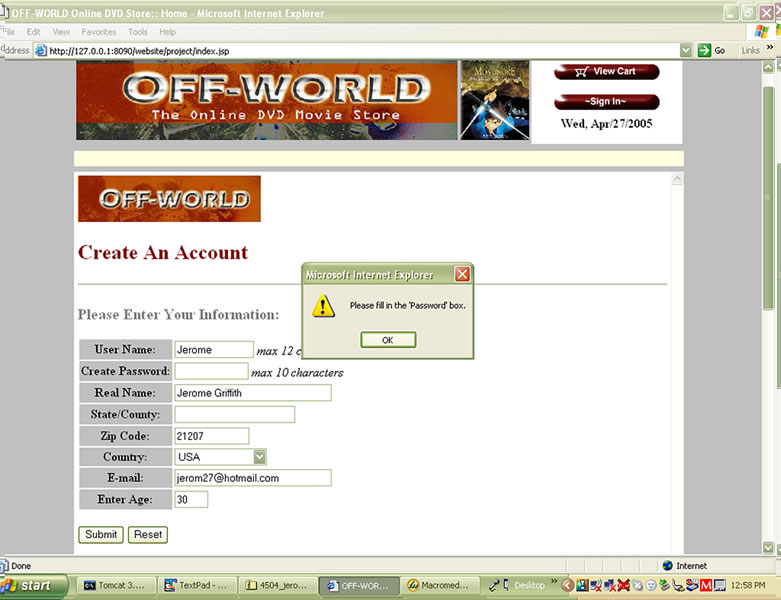 OFF-WORLD Online DVD Store:: Home - Microsoft Internet Explorer
File Edit View Favorites Tools Help
http://127.0.0.1:8090/website/project/index.jsp Go Links »
OFF-WORLD
The Online DVD Movie Store
View Cart
~Sign In~
Wed, Apr/27/2005
OFF-WORLD
Create An Account
Microsoft Internet Explorer
Please fill in the 'Password' box.
OK
Please Enter Your Information:
User Name: Jerome max 12 c
Create Password: max 10 characters
Real Name: Jerome Griffith
State/County:
Zip Code: 21207
Country: USA
E-mail: jerom27@hotmail.com
Enter Age: 30
Submit Reset
Done Internet
start Tomcat 3.... TextPad - ... 4504_jero... OFF-WOR... Macromed... Desktop » 12:58 PM